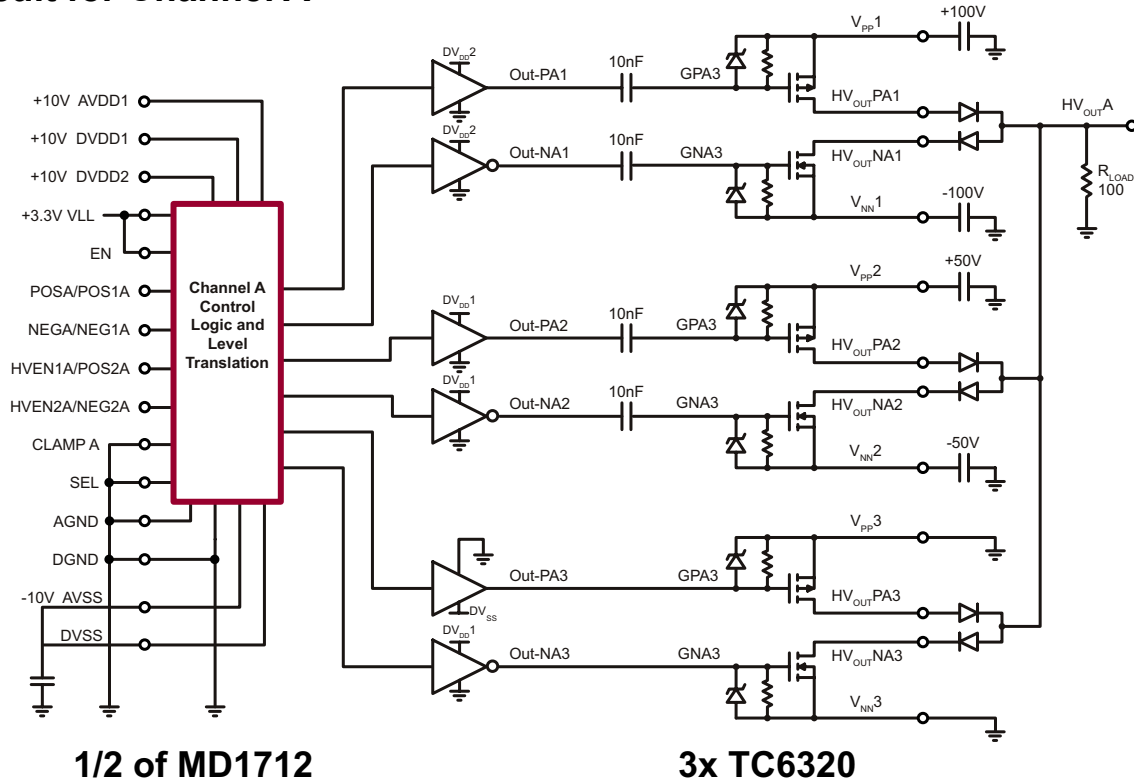 +10V AVDD1
+10V DVDD1
+10V DVDD2
+3.3V VLL
EN
POSA/POS1A
NEGA/NEG1A
HVEN1A/POS2A
HVEN2A/NEG2A
CLAMP A
SEL
AGND
DGND
-10V AVSS
DVSS
Channel A
Control
Logic and
Level
Translation
DVDD2
Out-PA1
10nF
GPA3
VPP1
+100V
HVOUTPA1
DVDD2
Out-NA1
10nF
GNA3
HVOUTNA1
VNN1
-100V
HVOUTA
RLOAD
100
DVDD1
Out-PA2
10nF
GPA3
VPP2
+50V
HVOUTPA2
DVDD1
Out-NA2
10nF
GNA3
HVOUTNA2
VNN2
-50V
Out-PA3
DVSS
GPA3
VPP3
HVOUTPA3
DVDD1
Out-NA3
GNA3
HVOUTNA3
VNN3
1/2 of MD1712
3x TC6320